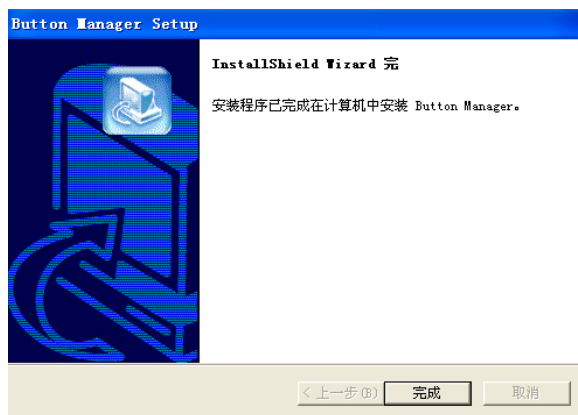 Button Manager Setup
InstallShield Wizard 完
安装程序已完成在计算机中安装 Button Manager。
< 上一步(B)
完成
取消